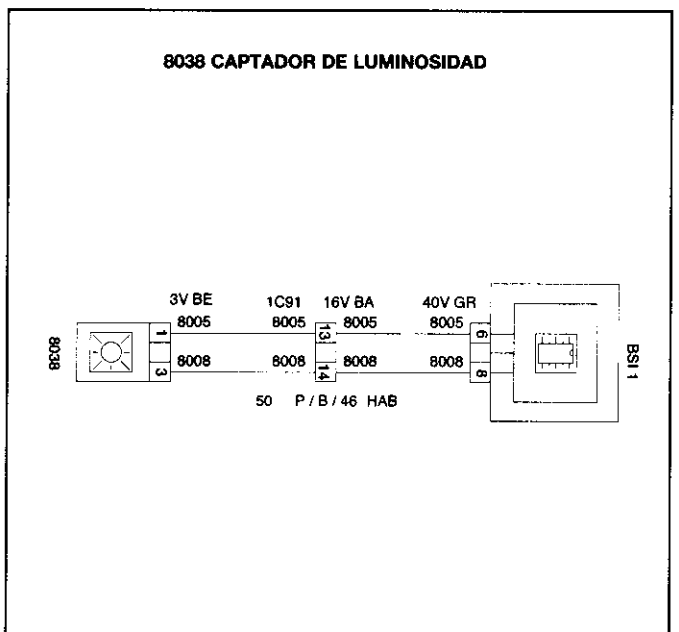 8038 CAPTADOR DE LUMINOSIDAD
3V BE 1C91 16V BA 40V GR
1 8005 8005 13 8005 8005 6
8038 BSI 1
3 8008 8008 14 8008 8008 8
50 P / B / 46 HAB